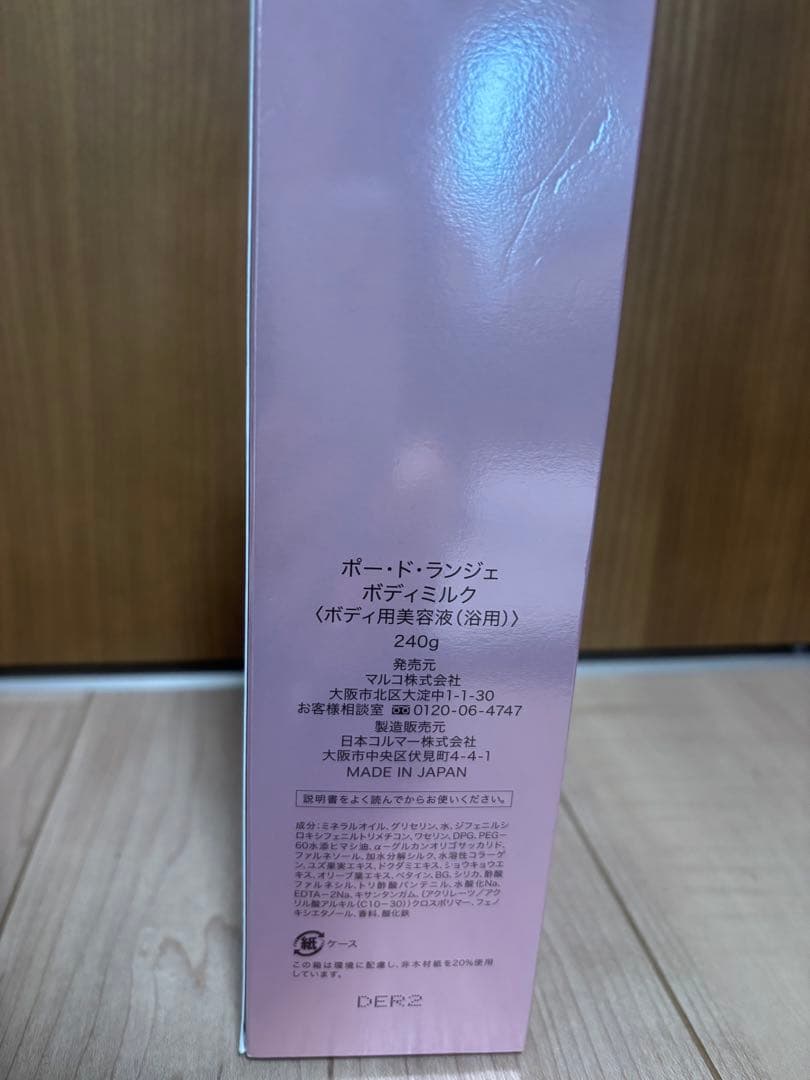 ポー・ド・ランジェ
ボディミルク
〈ボディ用美容液(浴用)〉
240g
発売元
マルコ株式会社
大阪市北区大淀中1-1-30
お客様相談室 0120-06-4747
製造販売元
日本コルマー株式会社
大阪市中央区伏見町4-4-1
MADE IN JAPAN
説明書をよく読んでからお使いください。
成分:ミネラルオイル、グリセリン、水、ジフェニルシ
ロキシフェニルトリメチコン、ワセリン、DPG、PEG-
60水添ヒマシ油、α-グルカンオリゴサッカリド、
ファルネソール、加水分解シルク、水溶性コラーゲ
ン、ユズ果実エキス、ドクダミエキス、ショウキョウエ
キス、オリーブ葉エキス、ベタイン、BG、シリカ、酢酸
ファルネシル、トリ酢酸パンテニル、水酸化Na、
EDTA-2Na、キサンタンガム、(アクリレーツ/アク
リル酸アルキル(C10-30))クロスポリマー、フェノ
キシエタノール、香料、酸化鉄
紙 ケース
この箱は環境に配慮し、非木材紙を20%使用
しています。
DER2